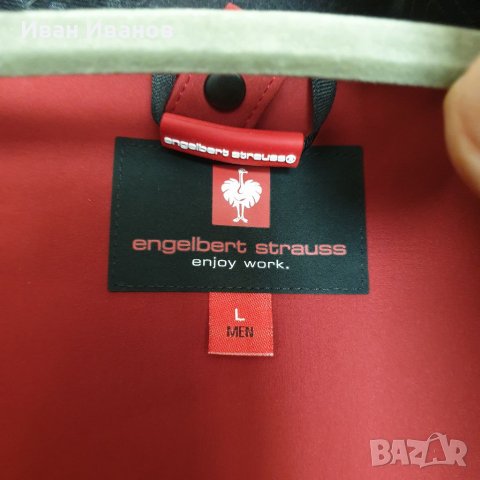 Иван Иванов
engelbert strauss®
engelbert strauss
enjoy work.
L
MEN
BAZAR